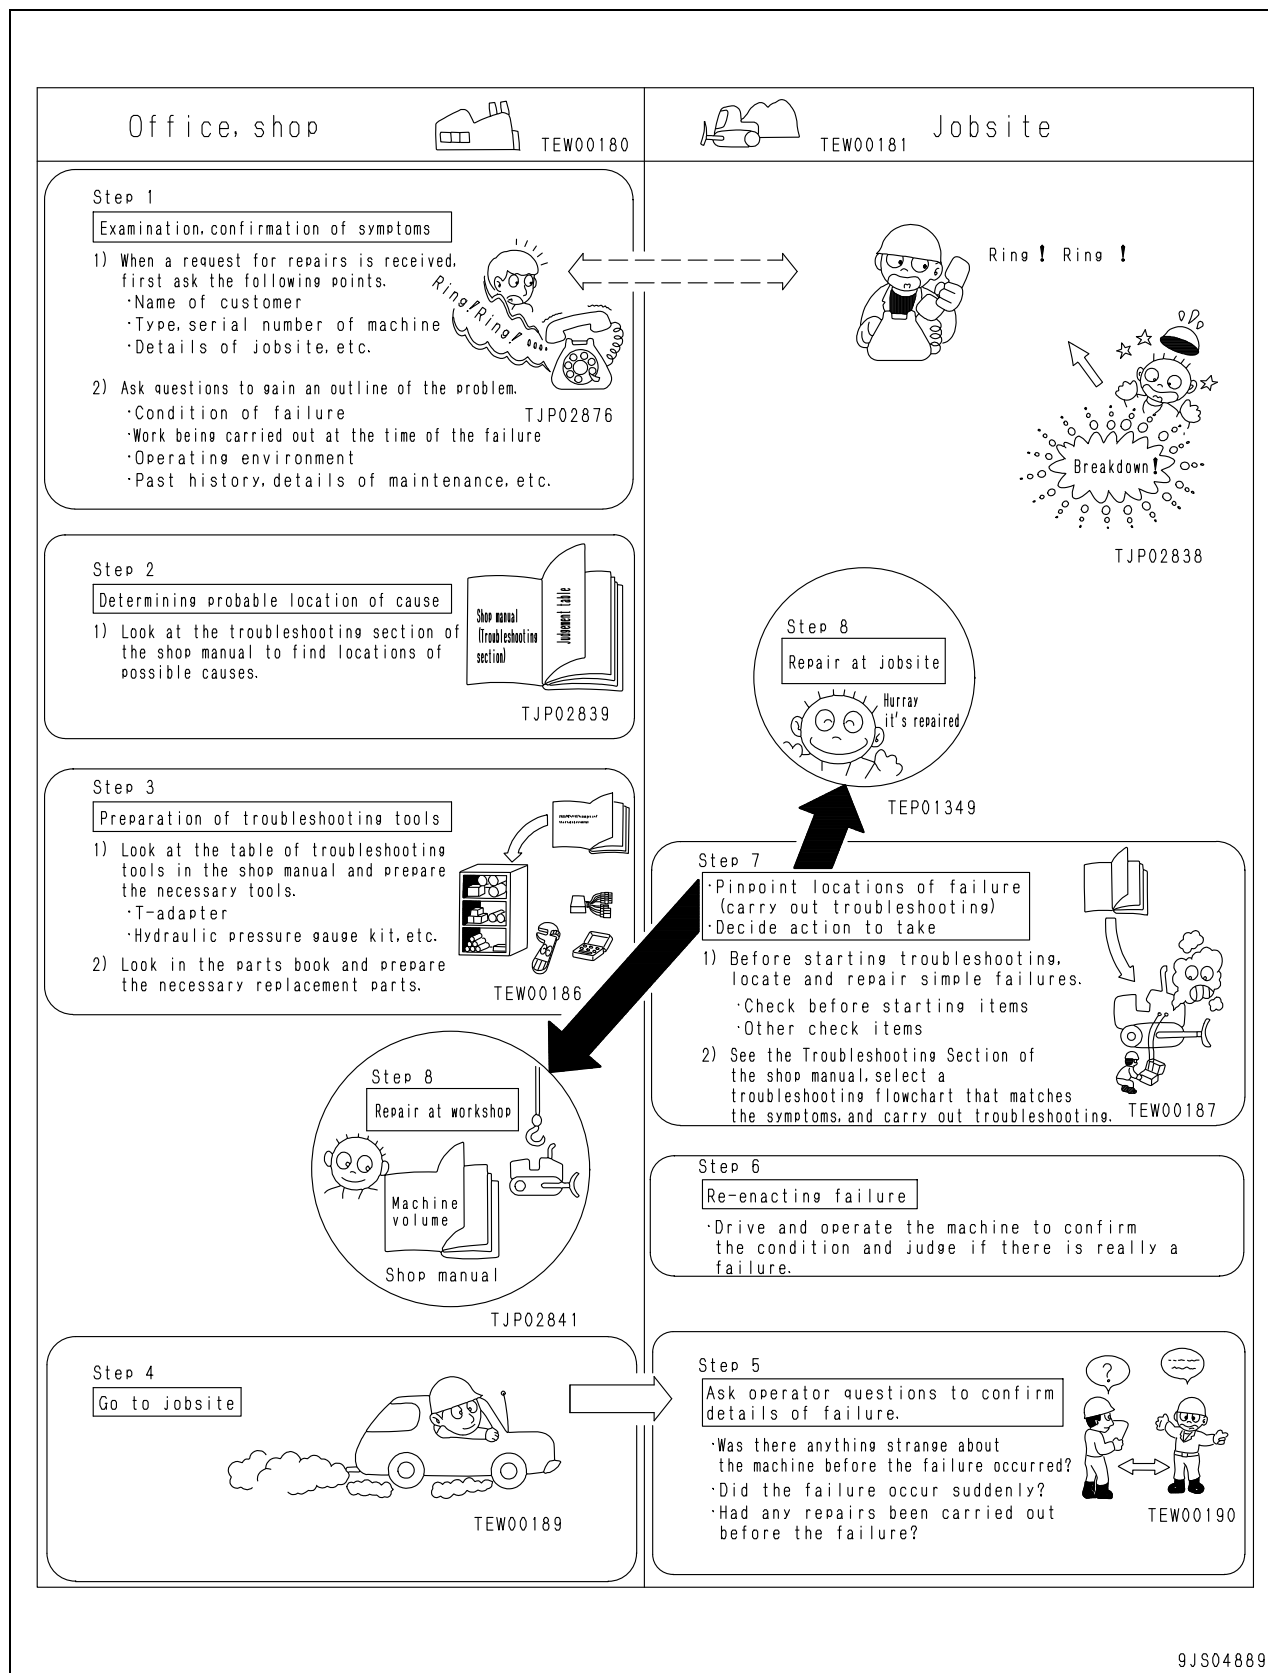 Office, shop
TEW00180
TEW00181
Jobsite
Step 1
Examination, confirmation of symptoms
1) When a request for repairs is received,
first ask the following points.
·Name of customer
·Type, serial number of machine
·Details of jobsite, etc.
Ring! Ring! ....
2) Ask questions to gain an outline of the problem.
·Condition of failure
TJP02876
·Work being carried out at the time of the failure
·Operating environment
·Past history, details of maintenance, etc.
Ring! Ring !
Breakdown!
TJP02838
Step 2
Determining probable location of cause
1) Look at the troubleshooting section of
the shop manual to find locations of
possible causes.
Shop manual
(Troubleshooting
section)
Judgement table
TJP02839
Step 8
Repair at jobsite
Hurray
it's repaired
TEP01349
Step 3
Preparation of troubleshooting tools
1) Look at the table of troubleshooting
tools in the shop manual and prepare
the necessary tools.
·T-adapter
·Hydraulic pressure gauge kit, etc.
2) Look in the parts book and prepare
the necessary replacement parts.
TEW00186
Step 7
·Pinpoint locations of failure
(carry out troubleshooting)
·Decide action to take
1) Before starting troubleshooting,
locate and repair simple failures.
·Check before starting items
·Other check items
2) See the Troubleshooting Section of
the shop manual, select a
troubleshooting flowchart that matches
the symptoms, and carry out troubleshooting.
TEW00187
Step 8
Repair at workshop
Machine
volume
Shop manual
TJP02841
Step 6
Re-enacting failure
·Drive and operate the machine to confirm
the condition and judge if there is really a
failure.
Step 4
Go to jobsite
TEW00189
Step 5
Ask operator questions to confirm
details of failure.
·Was there anything strange about
the machine before the failure occurred?
·Did the failure occur suddenly?
·Had any repairs been carried out
before the failure?
?
TEW00190
9JS04889